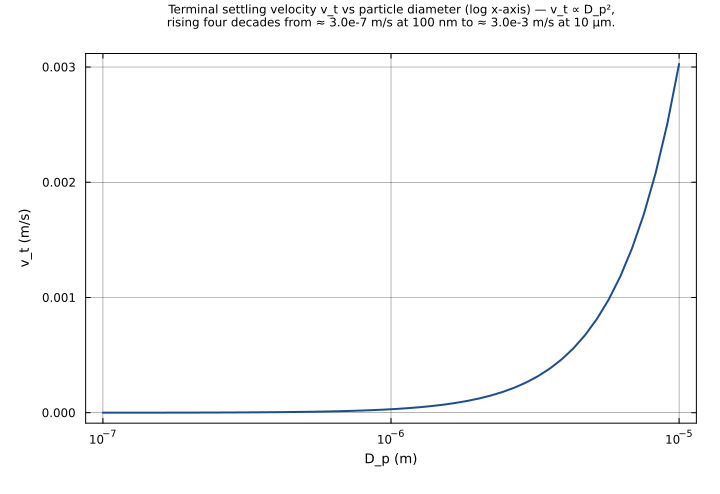 Terminal settling velocity v_t vs particle diameter (log x-axis) — v_t ∝ D_p²,
rising four decades from ≈ 3.0e-7 m/s at 100 nm to ≈ 3.0e-3 m/s at 10 µm.
0.003
0.002
0.001
0.000
v_t (m/s)
10⁻⁷
10⁻⁶
10⁻⁵
D_p (m)